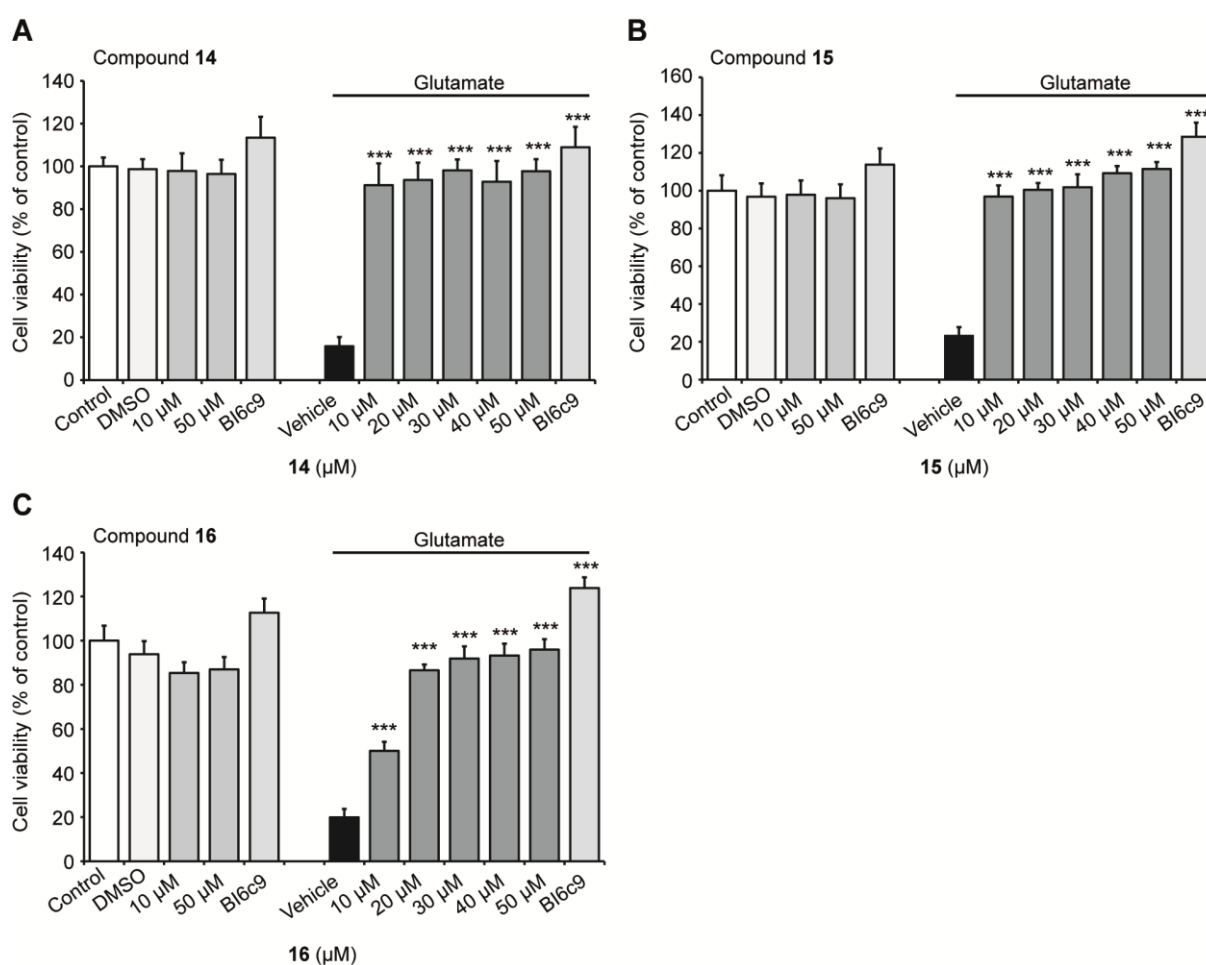 A
Compound 14
Glutamate
Cell viability (% of control)
140
120
100
80
60
40
20
0
***
***
***
***
***
***
Control
DMSO
10 µM
50 µM
BI6c9
Vehicle
10 µM
20 µM
30 µM
40 µM
50 µM
BI6c9
14 (µM)
B
Compound 15
Glutamate
Cell viability (% of control)
160
140
120
100
80
60
40
20
0
***
***
***
***
***
***
Control
DMSO
10 µM
50 µM
BI6c9
Vehicle
10 µM
20 µM
30 µM
40 µM
50 µM
BI6c9
15 (µM)
C
Compound 16
Glutamate
Cell viability (% of control)
140
120
100
80
60
40
20
0
***
***
***
***
***
***
Control
DMSO
10 µM
50 µM
BI6c9
Vehicle
10 µM
20 µM
30 µM
40 µM
50 µM
BI6c9
16 (µM)